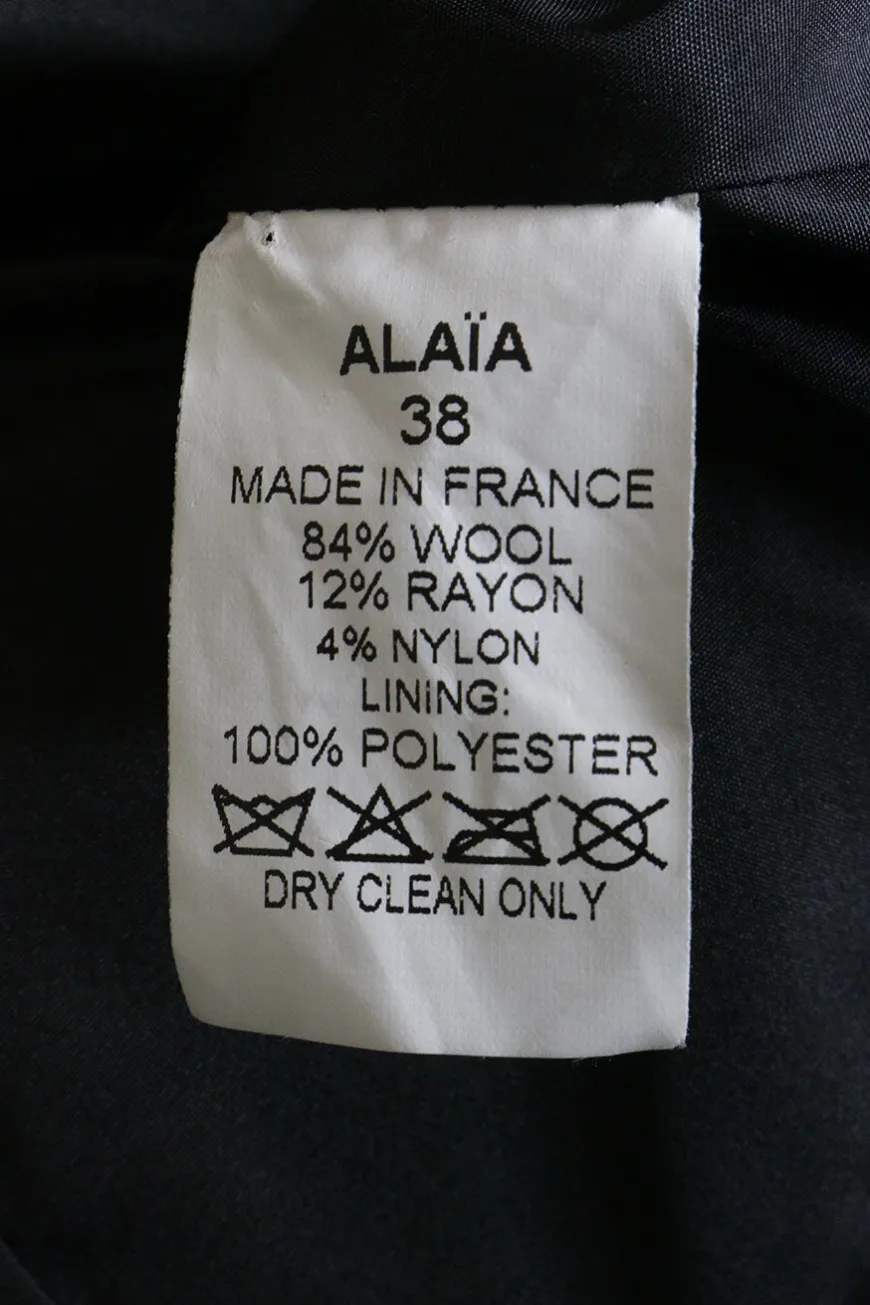 ALAÏA
38
MADE IN FRANCE
84% WOOL
12% RAYON
4% NYLON
LINING:
100% POLYESTER
DRY CLEAN ONLY